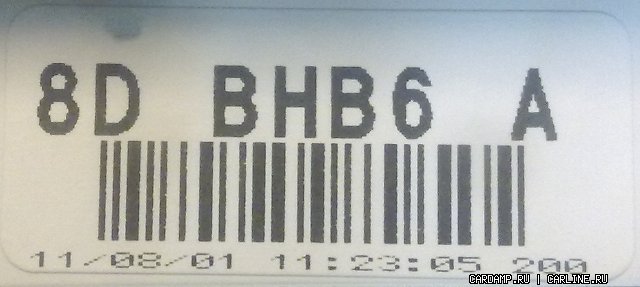 8D BHB6 A
11/08/01 11:23:05 200
CARDAMP.RU | CARLINE.RU